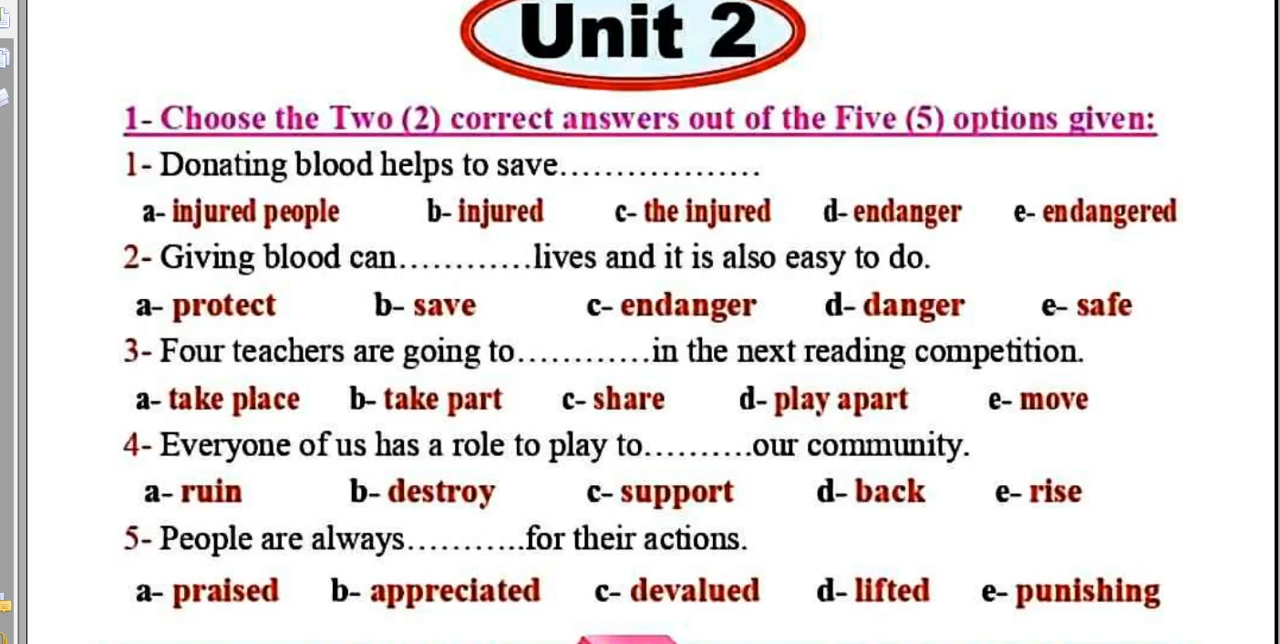 Unit 2
1- Choose the Two (2) correct answers out of the Five (5) options given:
1- Donating blood helps to save..................
a- injured people b- injured c- the injured d- endanger e- endangered
2- Giving blood can............lives and it is also easy to do.
a- protect b- save c- endanger d- danger e- safe
3- Four teachers are going to............in the next reading competition.
a- take place b- take part c- share d- play apart e- move
4- Everyone of us has a role to play to..........our community.
a- ruin b- destroy c- support d- back e- rise
5- People are always...........for their actions.
a- praised b- appreciated c- devalued d- lifted e- punishing